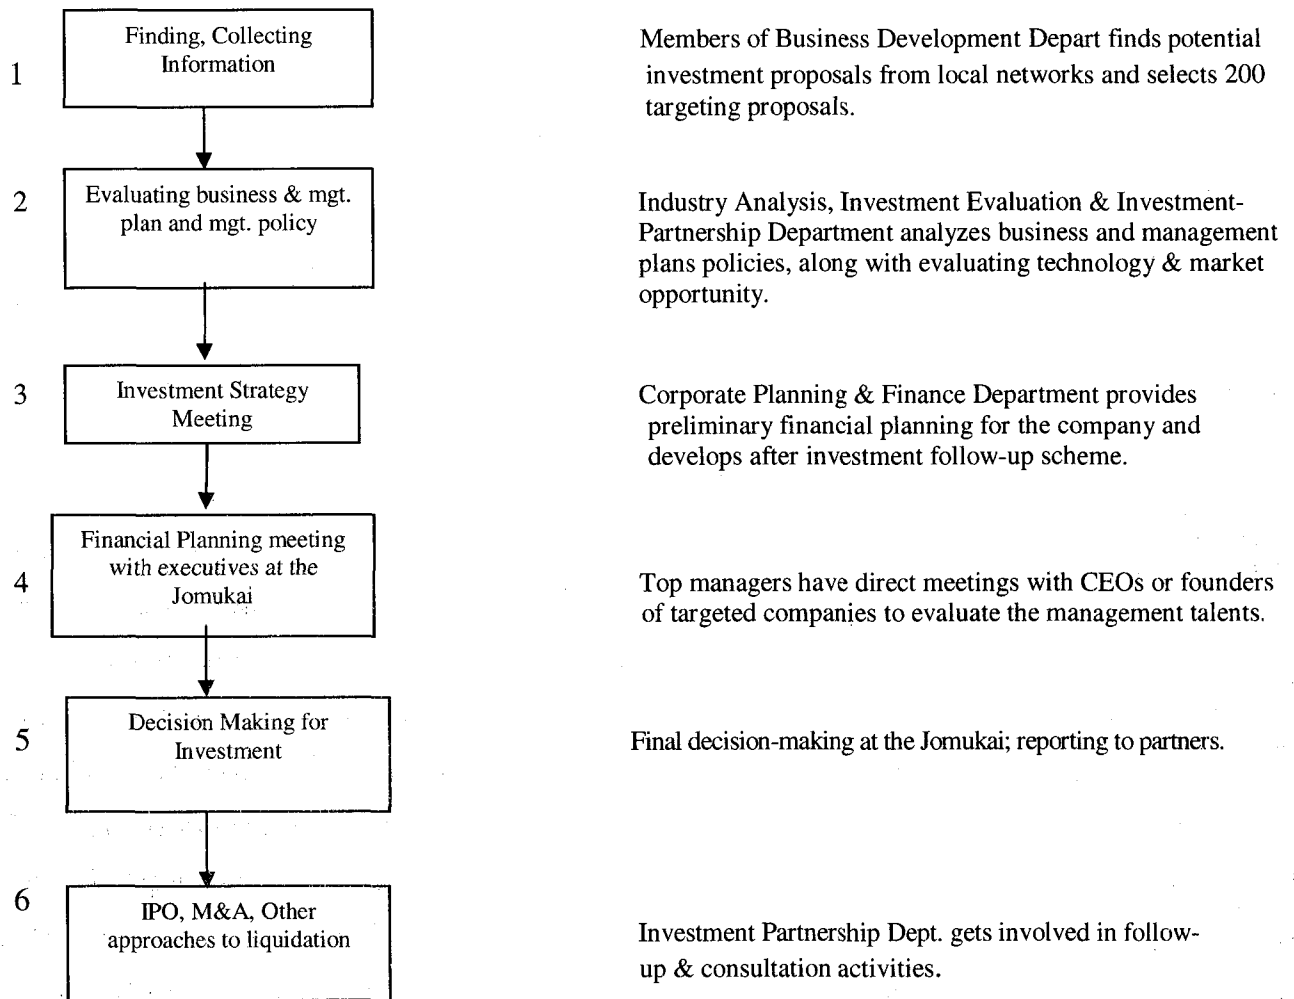 1
Finding, Collecting
Information
Members of Business Development Depart finds potential
investment proposals from local networks and selects 200
targeting proposals.
2
Evaluating business & mgt.
plan and mgt. policy
Industry Analysis, Investment Evaluation & Investment-
Partnership Department analyzes business and management
plans policies, along with evaluating technology & market
opportunity.
3
Investment Strategy
Meeting
Corporate Planning & Finance Department provides
preliminary financial planning for the company and
develops after investment follow-up scheme.
4
Financial Planning meeting
with executives at the
Jomukai
Top managers have direct meetings with CEOs or founders
of targeted companies to evaluate the management talents.
5
Decision Making for
Investment
Final decision-making at the Jomukai; reporting to partners.
6
IPO, M&A, Other
approaches to liquidation
Investment Partnership Dept. gets involved in follow-
up & consultation activities.